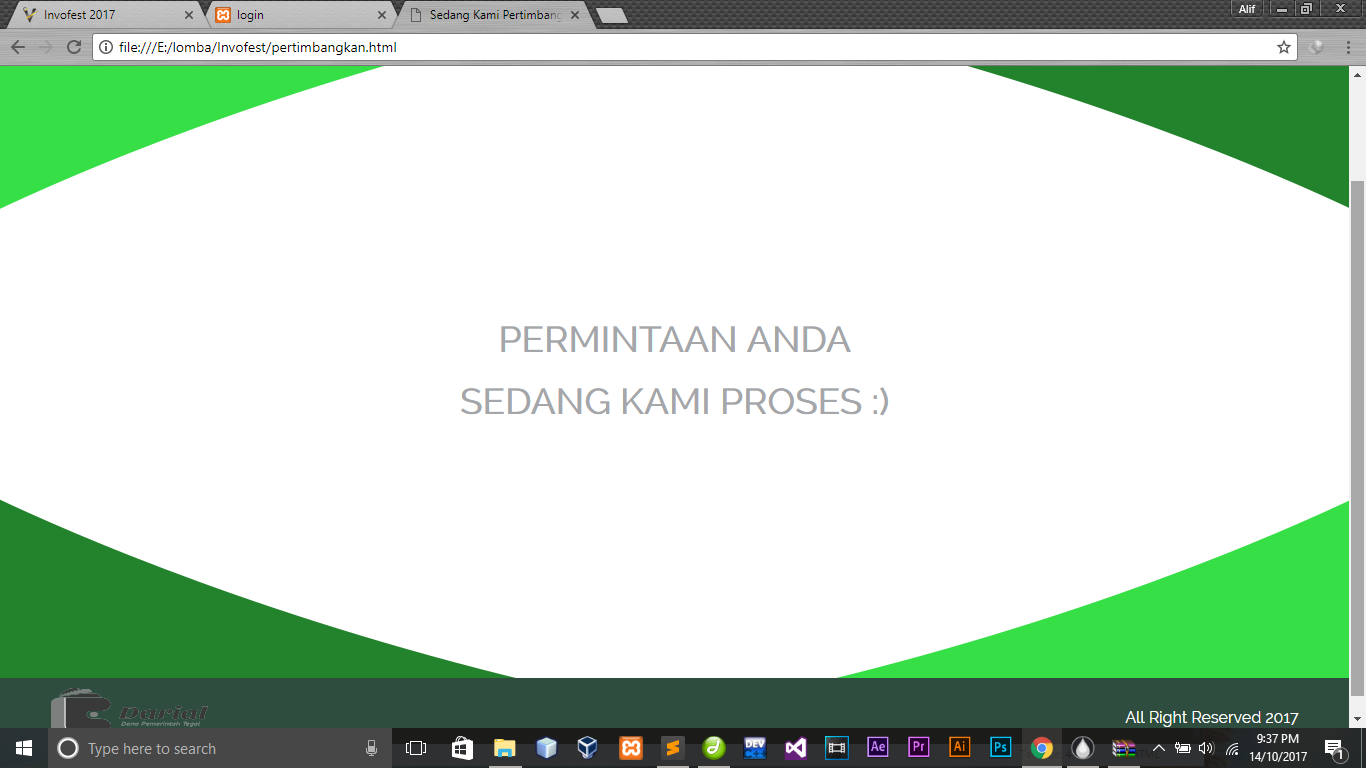 Invofest 2017
login
Sedang Kami Pertimbang
Alif
file:///E:/lomba/Invofest/pertimbangkan.html
PERMINTAAN ANDA
SEDANG KAMI PROSES :)
Darial
Dana Pemerintah Tegal
All Right Reserved 2017
Type here to search
DEV
Ae
Pr
Ai
Ps
9:37 PM
14/10/2017
1